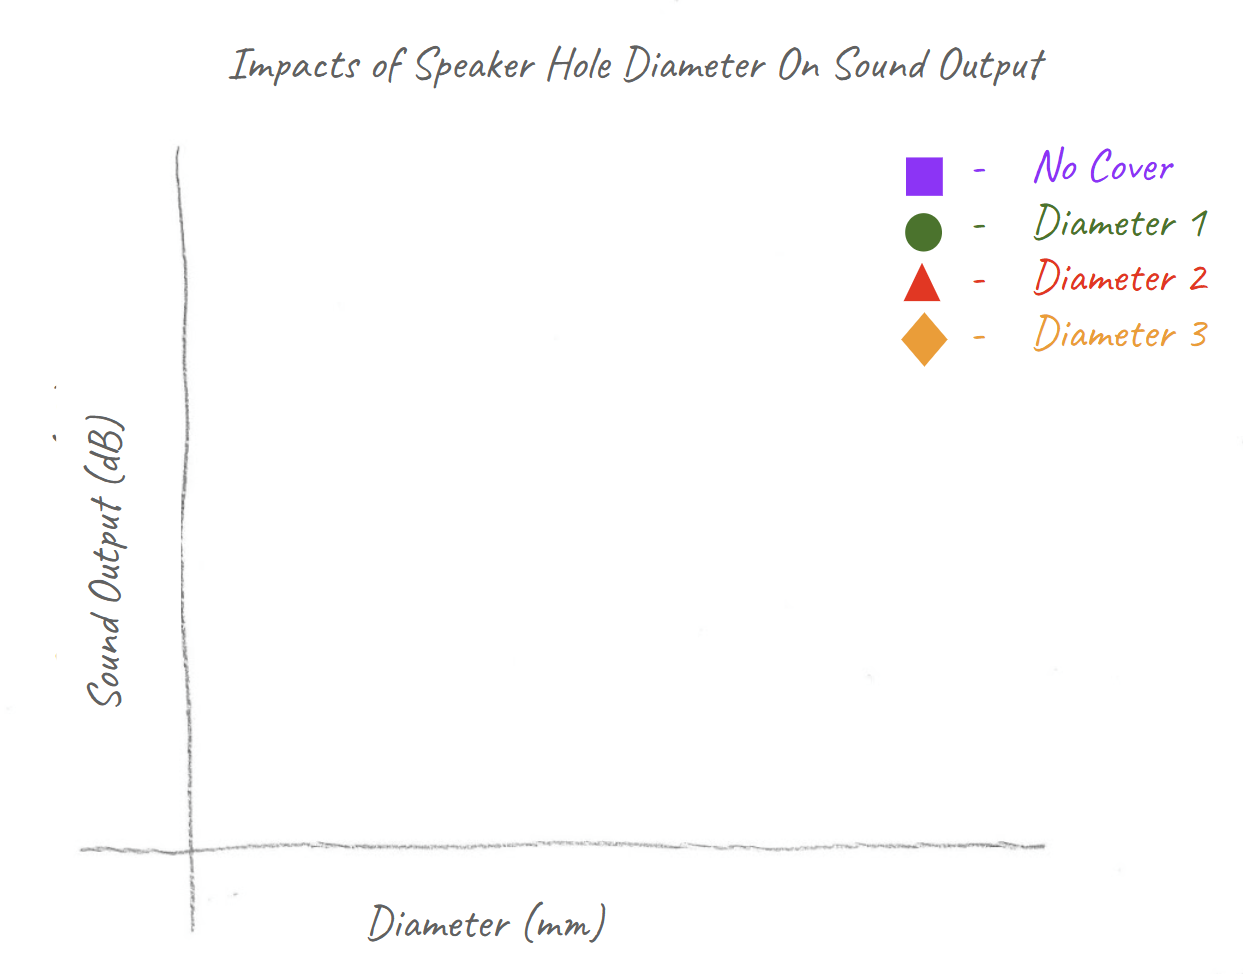 Impacts of Speaker Hole Diameter On Sound Output
- No Cover
- Diameter 1
- Diameter 2
- Diameter 3
Sound Output (dB)
Diameter (mm)